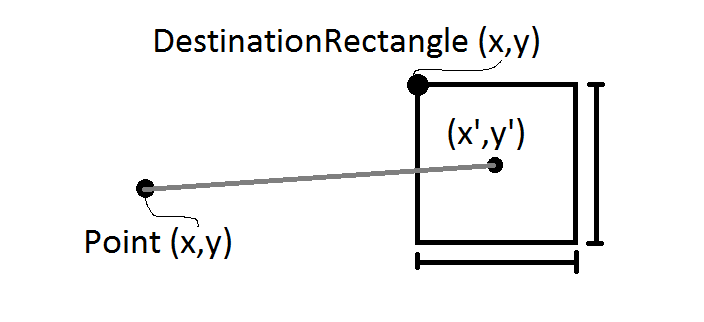 DestinationRectangle (x,y)
(x',y')
Point (x,y)